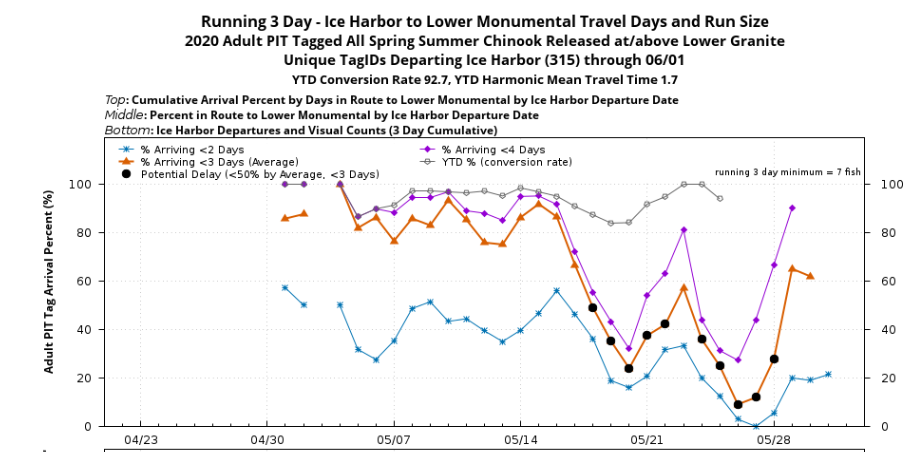 Running 3 Day - Ice Harbor to Lower Monumental Travel Days and Run Size
2020 Adult PIT Tagged All Spring Summer Chinook Released at/above Lower Granite
Unique TagIDs Departing Ice Harbor (315) through 06/01
YTD Conversion Rate 92.7, YTD Harmonic Mean Travel Time 1.7
Top: Cumulative Arrival Percent by Days in Route to Lower Monumental by Ice Harbor Departure Date
Middle: Percent in Route to Lower Monumental by Ice Harbor Departure Date
Bottom: Ice Harbor Departures and Visual Counts (3 Day Cumulative)
% Arriving <2 Days
% Arriving <4 Days
% Arriving <3 Days (Average)
YTD % (conversion rate)
Potential Delay (<50% by Average, <3 Days)
running 3 day minimum = 7 fish
Adult PIT Tag Arrival Percent (%)
100 100
80 80
60 60
40 40
20 20
0 0
04/23 04/30 05/07 05/14 05/21 05/28